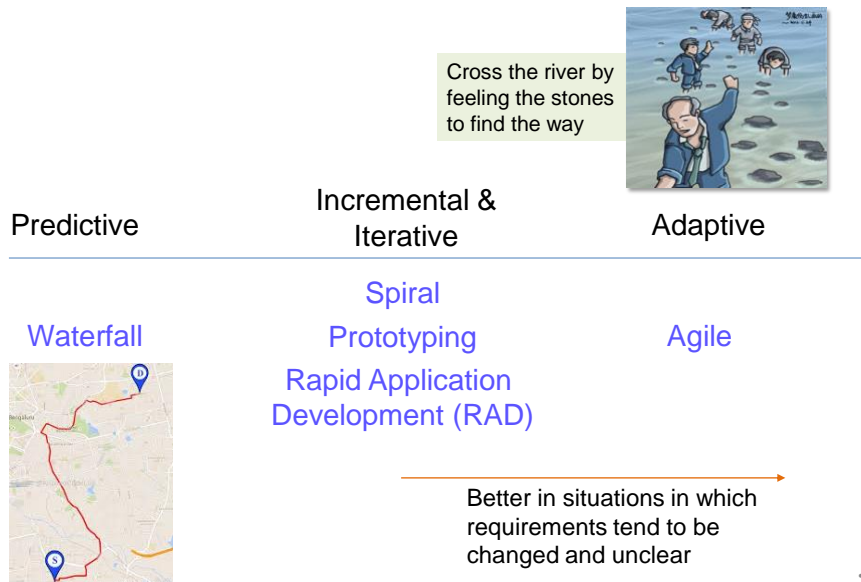 Cross the river by
feeling the stones
to find the way
Predictive
Incremental &
Iterative
Adaptive
Spiral
Waterfall
Prototyping
Agile
Rapid Application
Development (RAD)
D
S
Better in situations in which
requirements tend to be
changed and unclear